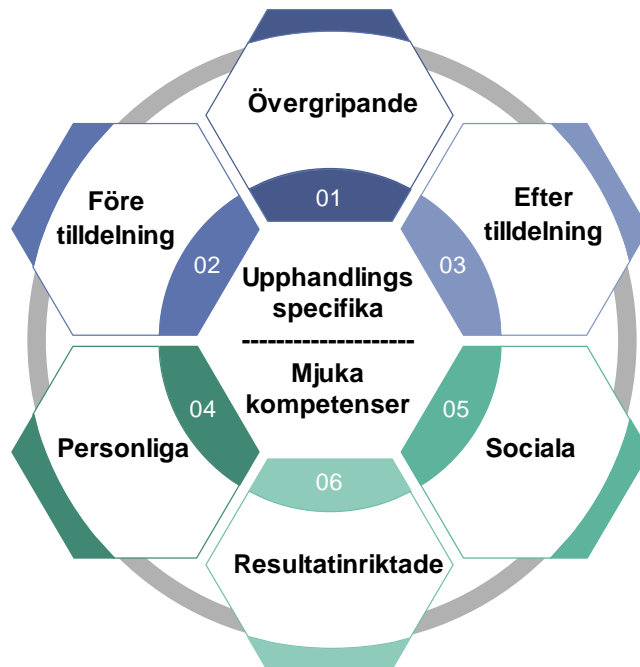 Övergripande
01
Före
tilldelning
02
Efter
tilldelning
03
Upphandlings
specifika
-------------------
Mjuka
kompetenser
Personliga
04
05
Sociala
06
Resultatinriktade